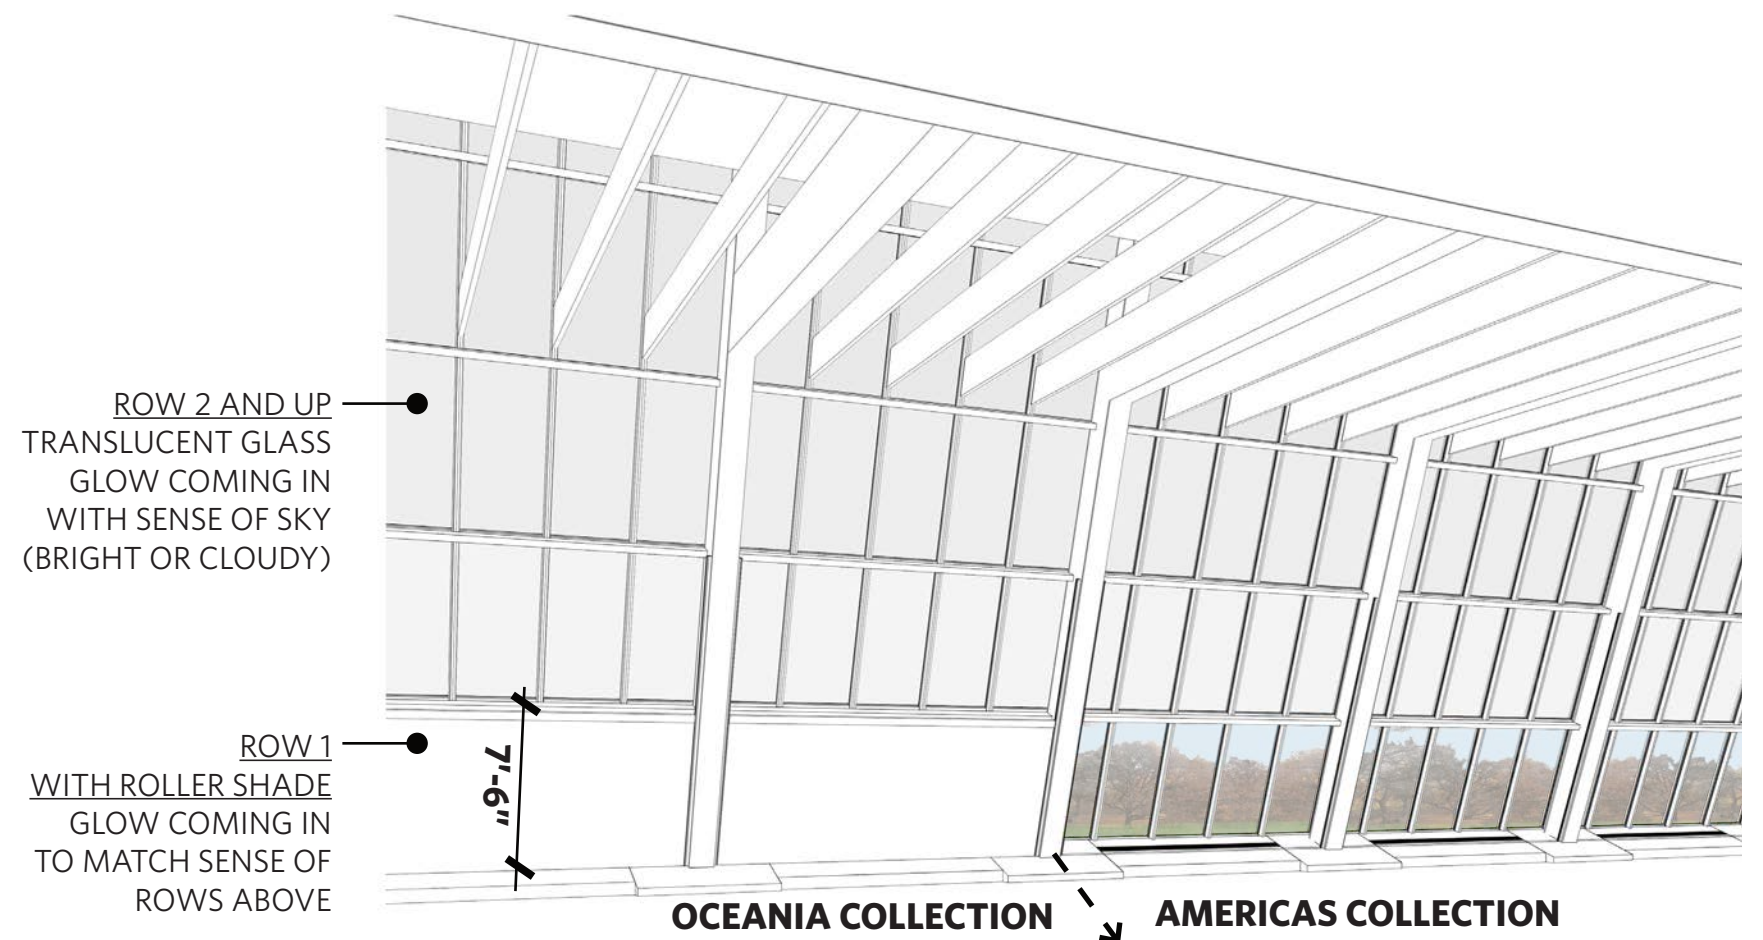 ROW 2 AND UP
TRANSLUCENT GLASS
GLOW COMING IN
WITH SENSE OF SKY
(BRIGHT OR CLOUDY)
ROW 1
WITH ROLLER SHADE
GLOW COMING IN
TO MATCH SENSE OF
ROWS ABOVE
7'-6"
OCEANIA COLLECTION
AMERICAS COLLECTION